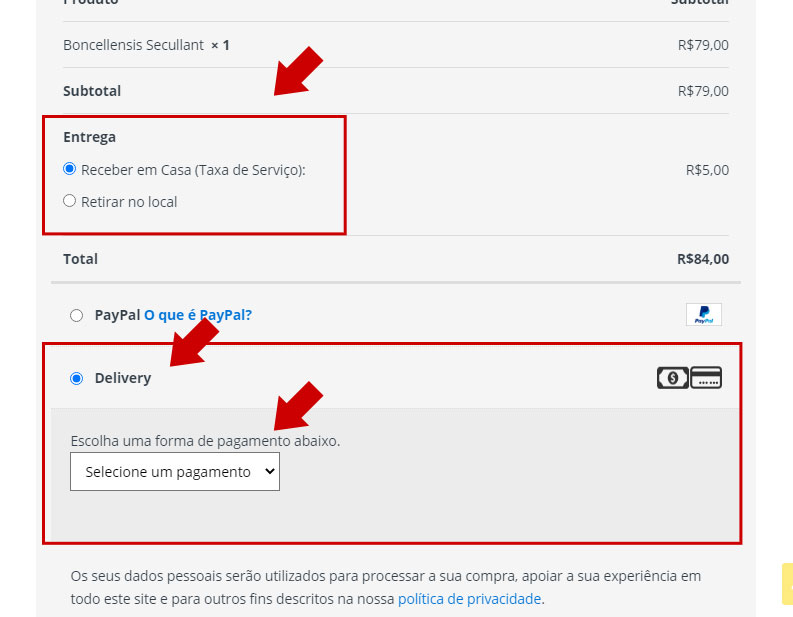 Produto Subtotal
Boncellensis Secullant × 1 R$79,00
Subtotal R$79,00
Entrega
Receber em Casa (Taxa de Serviço): R$5,00
Retirar no local
Total R$84,00
PayPal O que é PayPal? PayPal
Delivery
Escolha uma forma de pagamento abaixo.
Selecione um pagamento
Os seus dados pessoais serão utilizados para processar a sua compra, apoiar a sua experiência em
todo este site e para outros fins descritos na nossa política de privacidade.